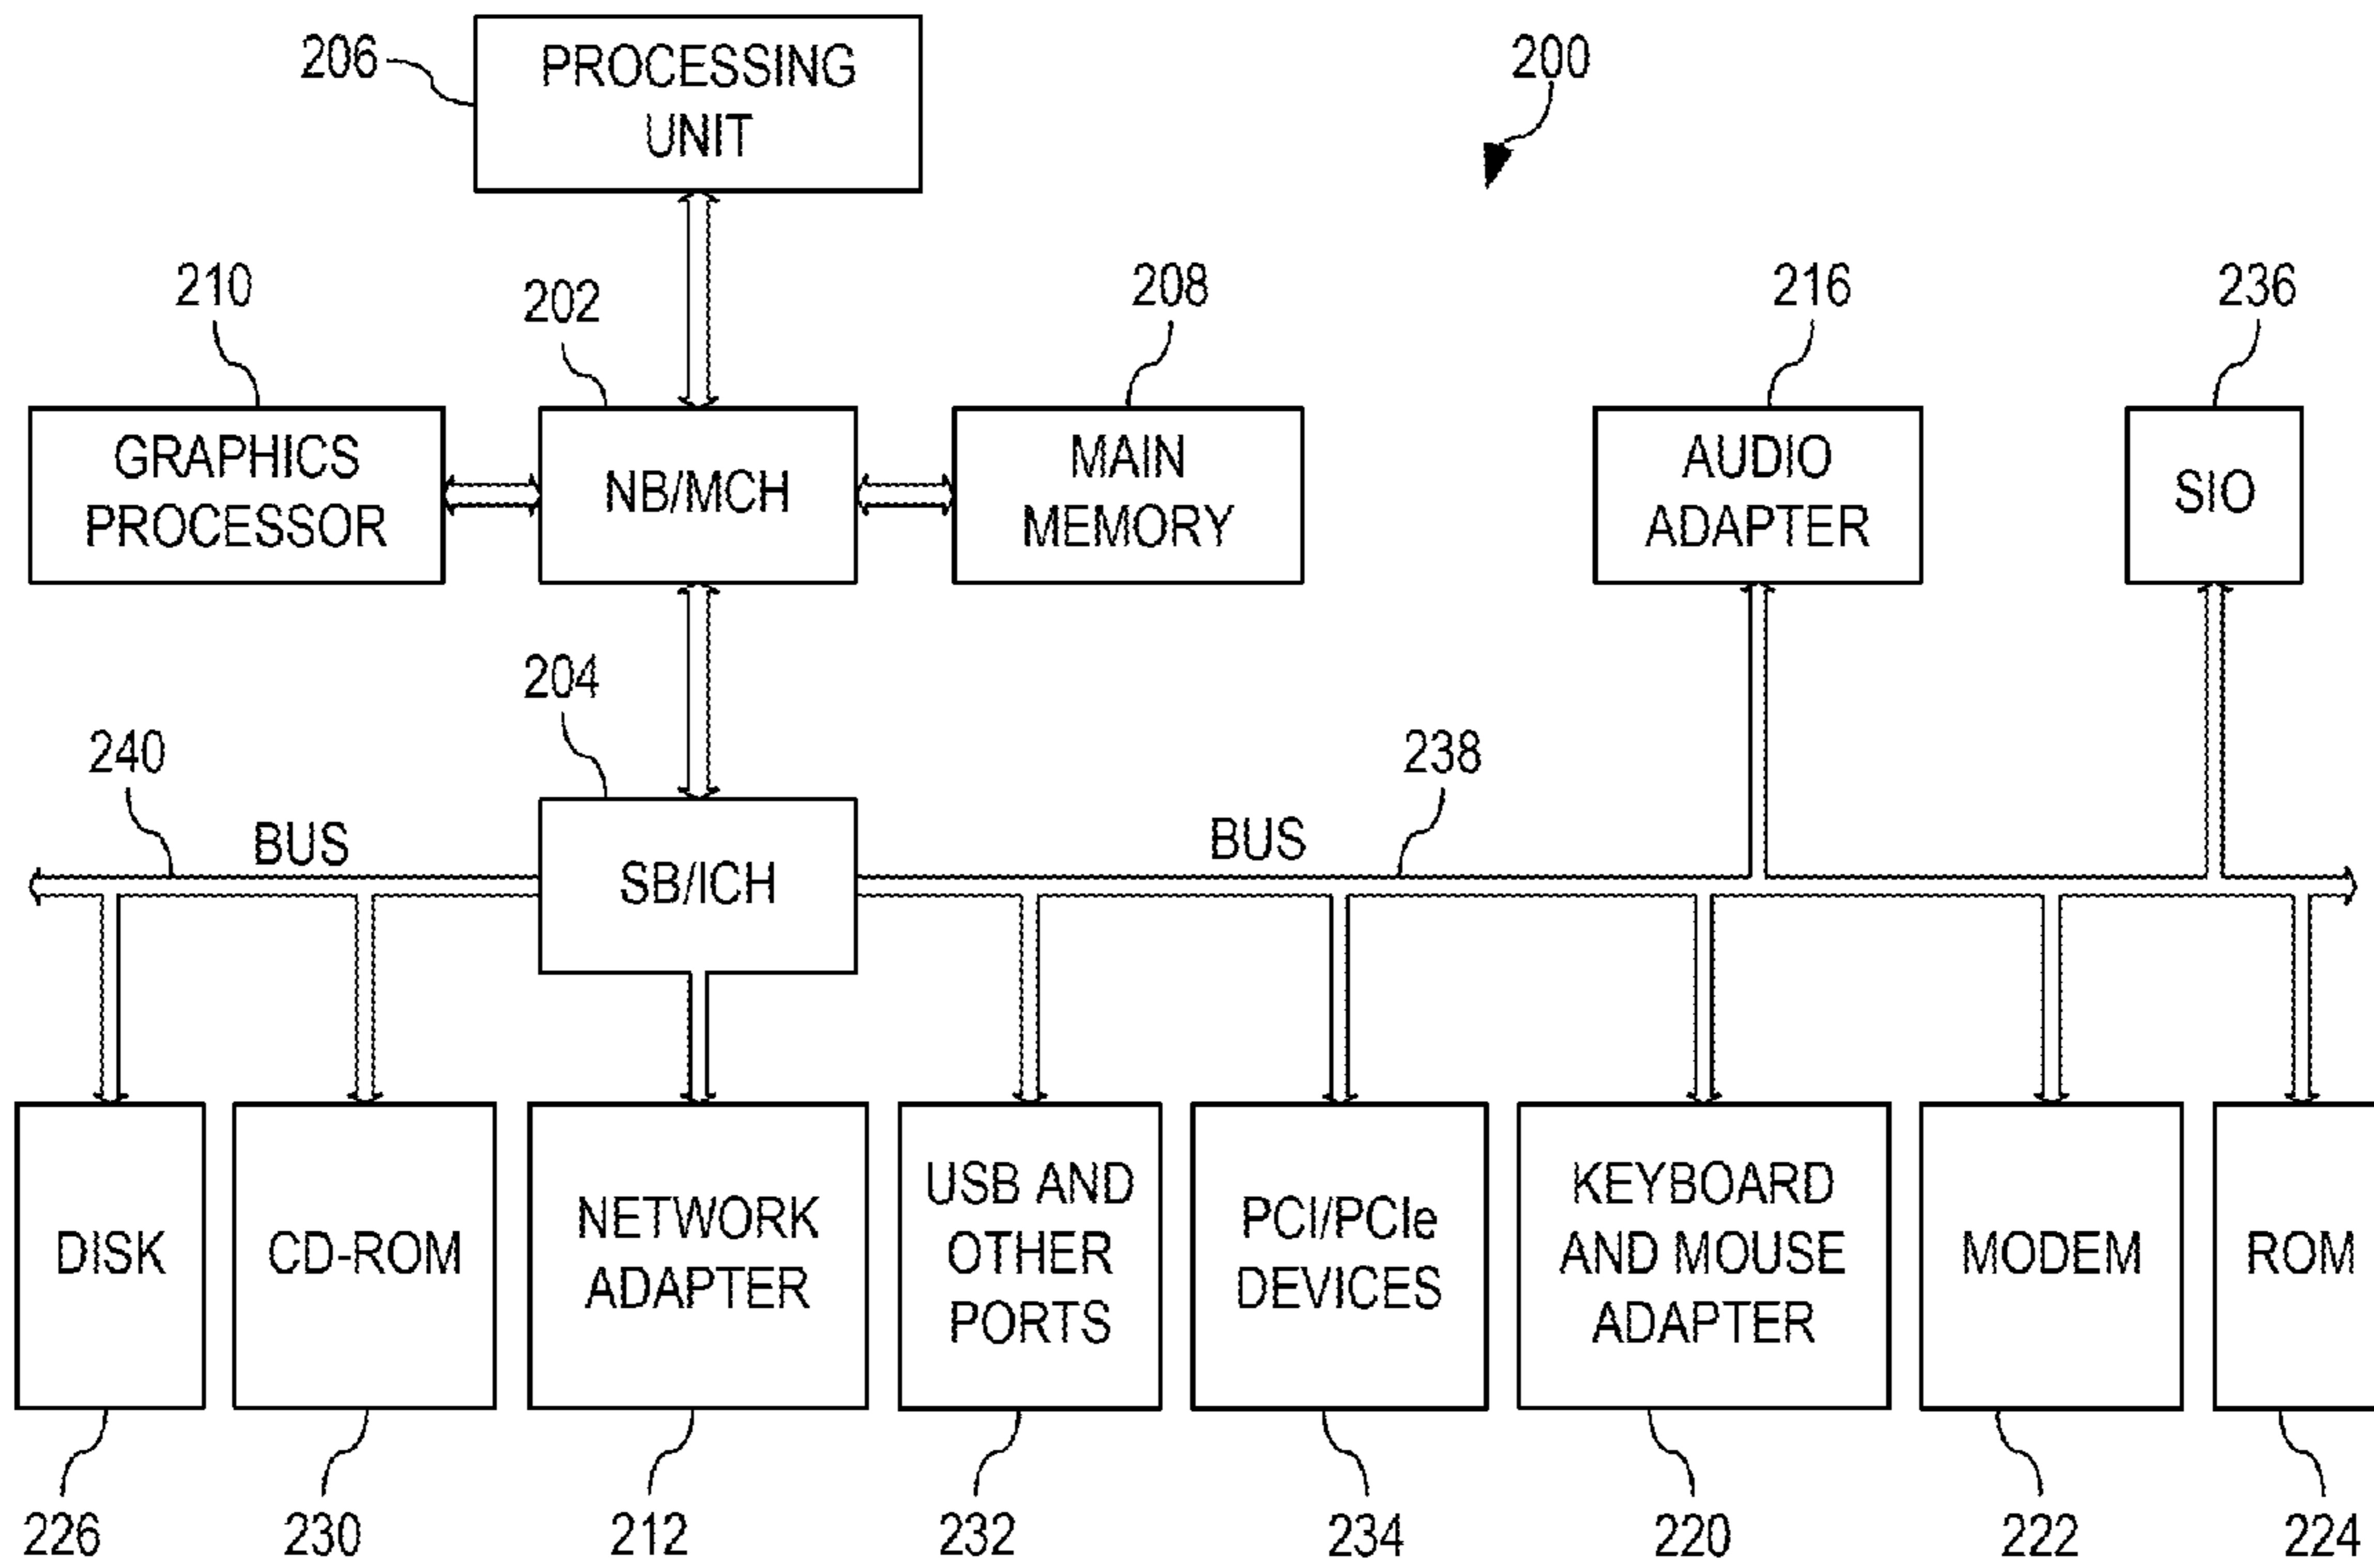 206
PROCESSING
UNIT
200
210
202
208
216
236
GRAPHICS
PROCESSOR
NB/MCH
MAIN
MEMORY
AUDIO
ADAPTER
SIO
204
240
238
BUS
BUS
SB/ICH
DISK
CD-ROM
NETWORK
ADAPTER
USB AND
OTHER
PORTS
PCI/PCIe
DEVICES
KEYBOARD
AND MOUSE
ADAPTER
MODEM
ROM
226
230
212
232
234
220
222
224